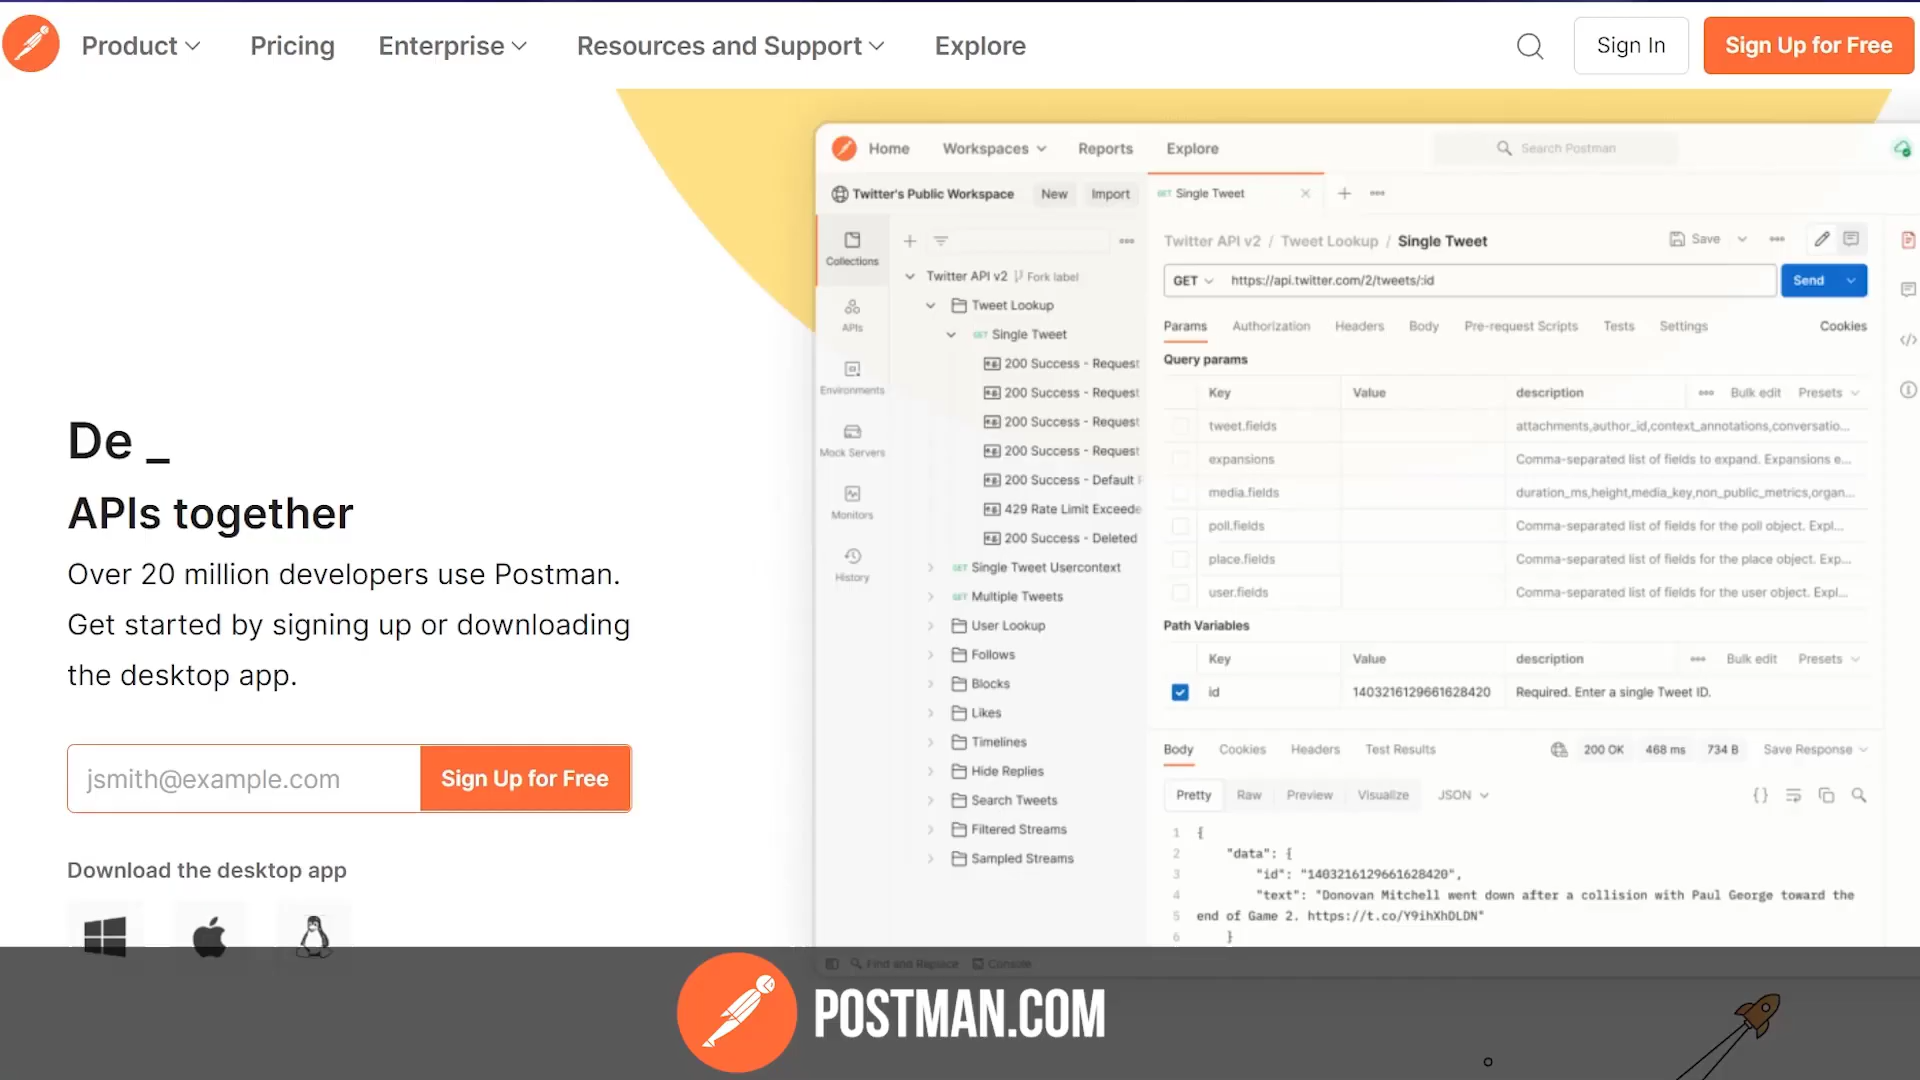 Product Pricing Enterprise Resources and Support Explore Sign In Sign Up for Free
De _
APIs together
Over 20 million developers use Postman.
Get started by signing up or downloading
the desktop app.
jsmith@example.com Sign Up for Free
Download the desktop app
Home Workspaces Reports Explore Search Postman
Twitter's Public Workspace New Import
GET Single Tweet
Collections
APIs
Environments
Mock Servers
Monitors
History
Twitter API v2 Fork label
Tweet Lookup
GET Single Tweet
200 Success - Request
200 Success - Request
200 Success - Request
200 Success - Request
200 Success - Default
429 Rate Limit Exceede
200 Success - Deleted
GET Single Tweet Usercontext
GET Multiple Tweets
User Lookup
Follows
Blocks
Likes
Timelines
Hide Replies
Search Tweets
Filtered Streams
Sampled Streams
Twitter API v2 / Tweet Lookup / Single Tweet Save
GET https://api.twitter.com/2/tweets/:id Send
Params Authorization Headers Body Pre-request Scripts Tests Settings Cookies
Query params
Key Value description Bulk edit Presets
tweet.fields attachments,author_id,context_annotations,conversatio...
expansions Comma-separated list of fields to expand. Expansions e...
media.fields duration_ms,height,media_key,non_public_metrics,organ...
poll.fields Comma-separated list of fields for the poll object. Expl...
place.fields Comma-separated list of fields for the place object. Exp...
user.fields Comma-separated list of fields for the user object. Expl...
Path Variables
Key Value description Bulk edit Presets
id 1403216129661628420 Required. Enter a single Tweet ID.
Body Cookies Headers Test Results 200 OK 468 ms 734 B Save Response
Pretty Raw Preview Visualize JSON
1 {
2 "data": {
3 "id": "1403216129661628420",
4 "text": "Donovan Mitchell went down after a collision with Paul George toward the
5 end of Game 2. https://t.co/Y9ihXhDLDN"
6 }
Find and Replace Console
POSTMAN.COM